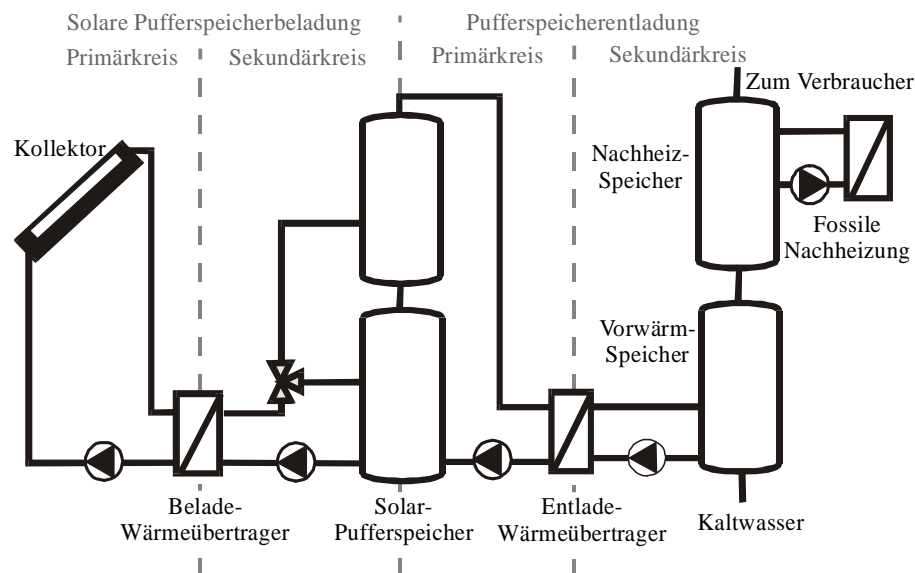 Solare Pufferspeicherbeladung
Pufferspeicherentladung
Primärkreis
Sekundärkreis
Primärkreis
Sekundärkreis
Zum Verbraucher
Kollektor
Nachheiz-
Speicher
Fossile
Nachheizung
Vorwärm-
Speicher
Belade-
Wärmeübertrager
Solar-
Pufferspeicher
Entlade-
Wärmeübertrager
Kaltwasser